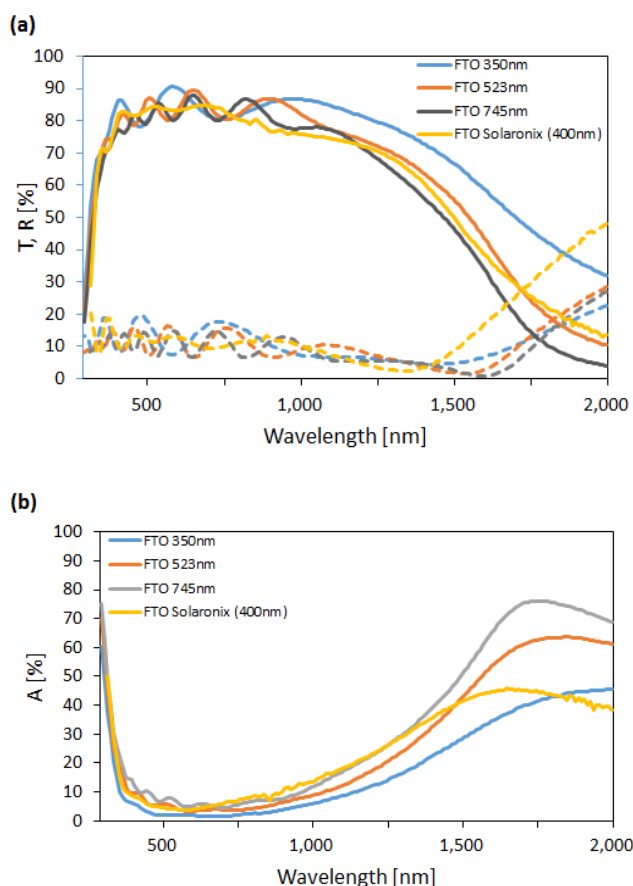 (a)
T, R [%]
100
90
80
70
60
50
40
30
20
10
0
FTO 350nm
FTO 523nm
FTO 745nm
FTO Solaronix (400nm)
500
1,000
1,500
2,000
Wavelength [nm]
(b)
A [%]
100
90
80
70
60
50
40
30
20
10
0
FTO 350nm
FTO 523nm
FTO 745nm
FTO Solaronix (400nm)
500
1,000
1,500
2,000
Wavelength [nm]